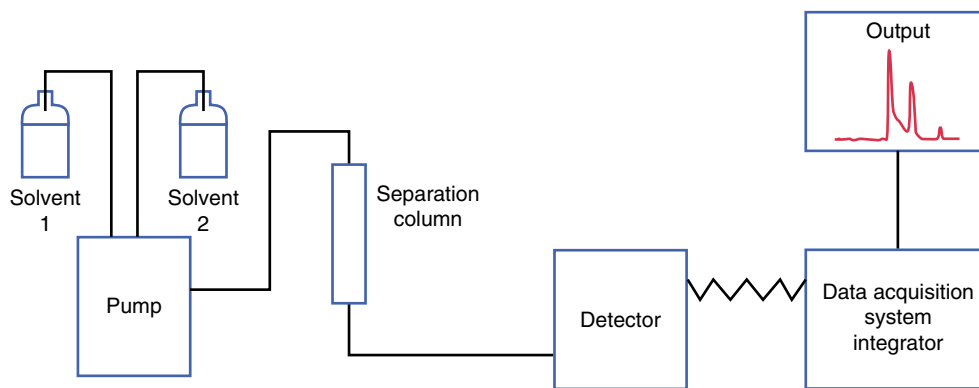 Output
Solvent
1
Solvent
2
Separation
column
Pump
Detector
Data acquisition
system
integrator